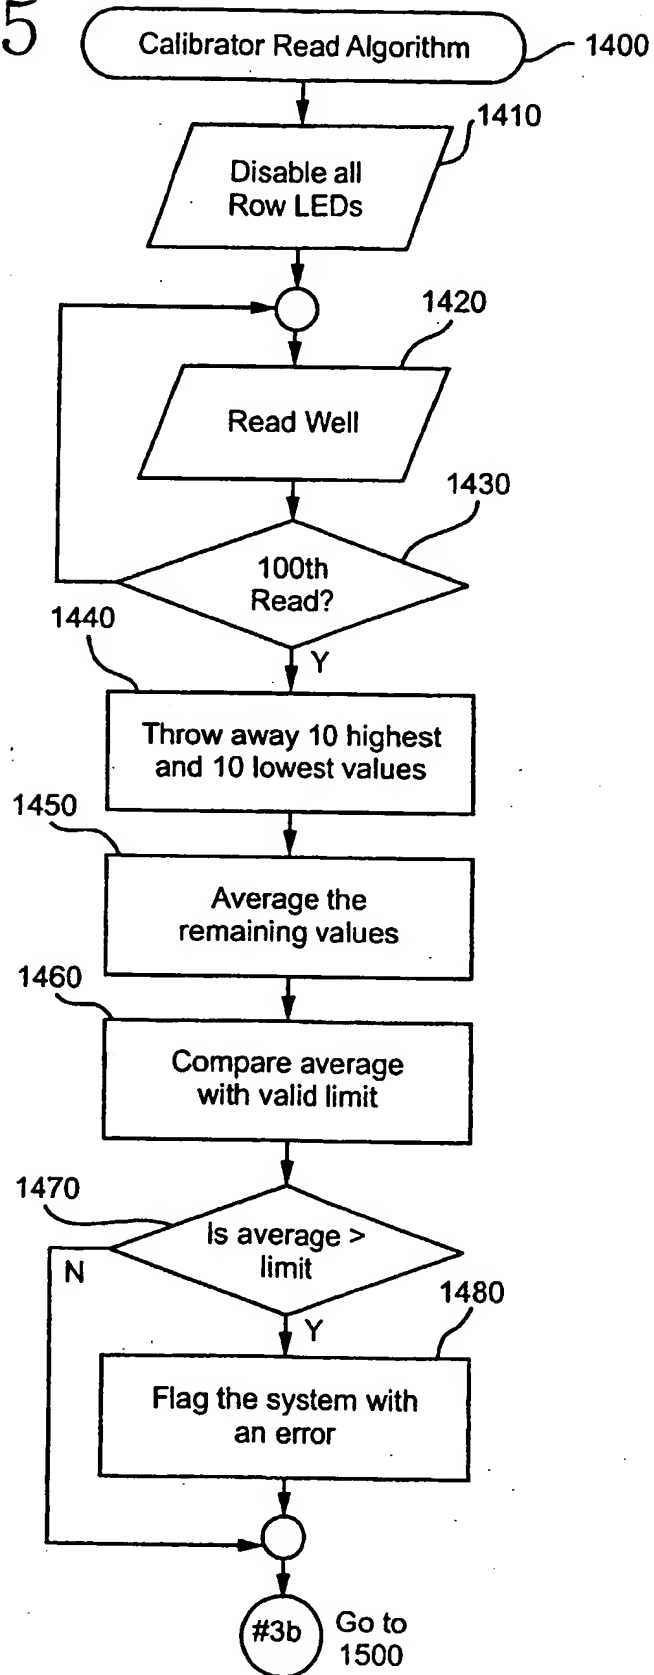 5
Calibrator Read Algorithm
1400
1410
Disable all
Row LEDs
1420
Read Well
1430
100th
Read?
1440
Y
Throw away 10 highest
and 10 lowest values
1450
Average the
remaining values
1460
Compare average
with valid limit
1470
Is average >
limit
N
1480
Y
Flag the system with
an error
#3b
Go to
1500